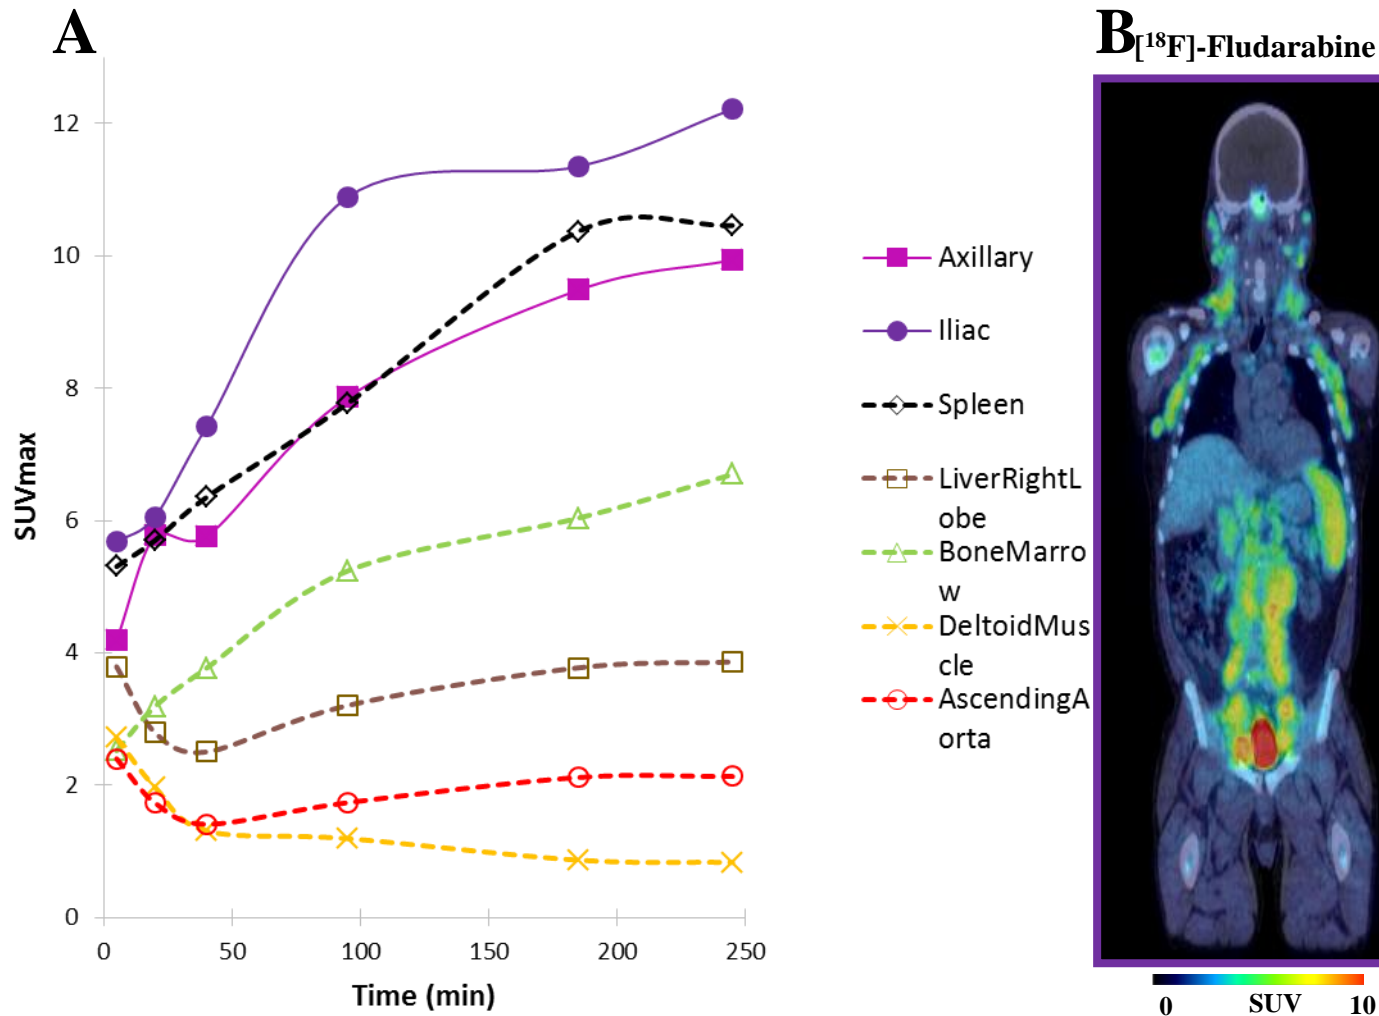 A
B
[¹⁸F]-Fludarabine
12
10
8
6
4
2
0
SUVmax
0
50
100
150
200
250
Time (min)
Axillary
Iliac
Spleen
LiverRightL
obe
BoneMarro
w
DeltoidMus
cle
AscendingA
orta
0
SUV
10